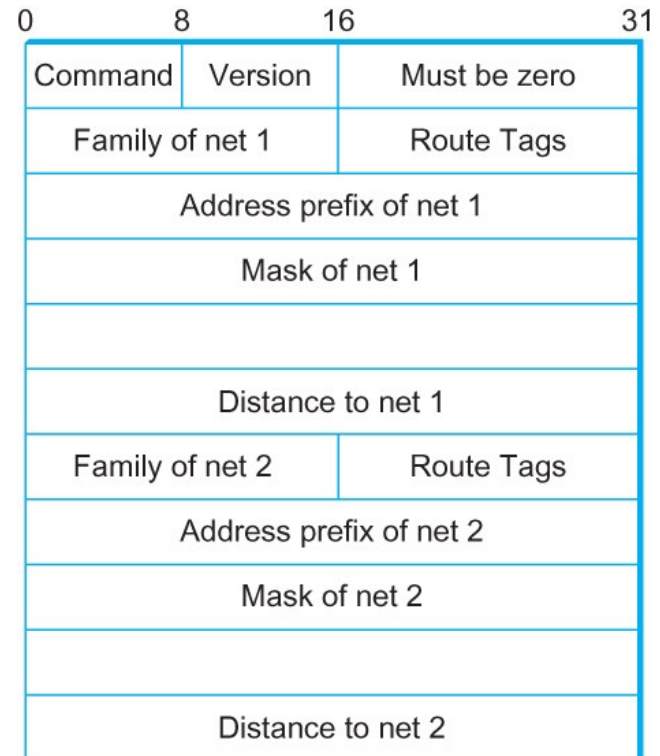 0 8 16 31
Command Version Must be zero
Family of net 1 Route Tags
Address prefix of net 1
Mask of net 1
Distance to net 1
Family of net 2 Route Tags
Address prefix of net 2
Mask of net 2
Distance to net 2